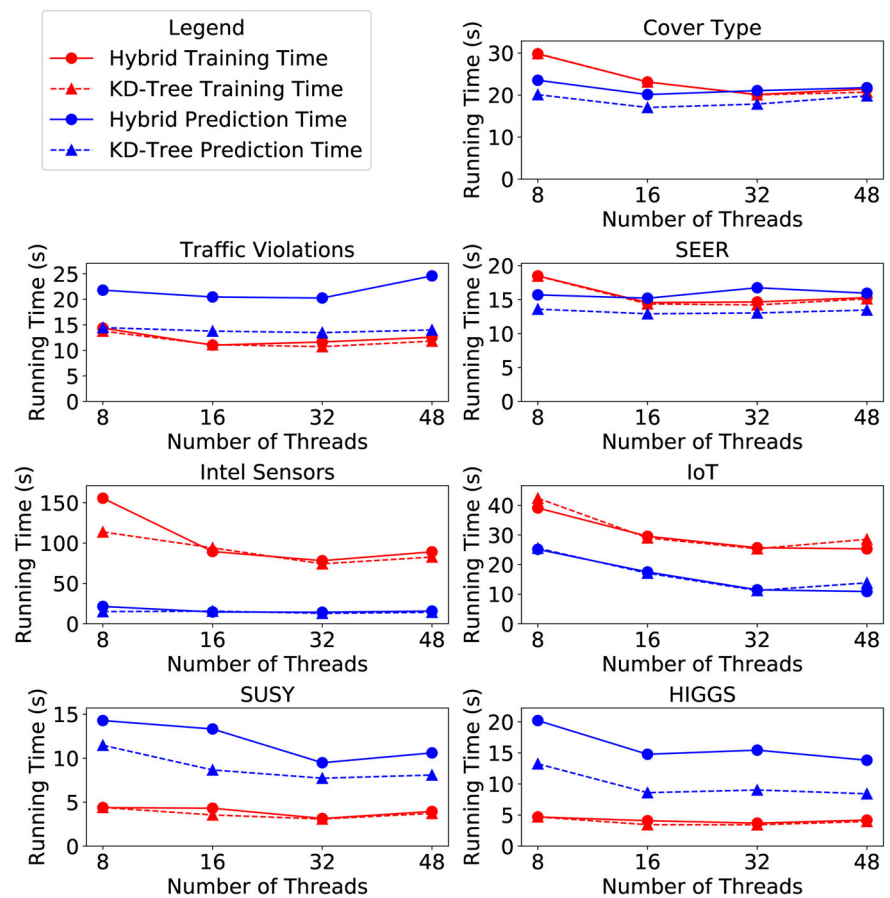 Legend
Hybrid Training Time
KD-Tree Training Time
Hybrid Prediction Time
KD-Tree Prediction Time
Cover Type
Running Time (s)
30
20
10
0
8 16 32 48
Number of Threads
Traffic Violations
Running Time (s)
25
20
15
10
5
0
8 16 32 48
Number of Threads
SEER
Running Time (s)
20
15
10
5
0
8 16 32 48
Number of Threads
Intel Sensors
Running Time (s)
150
100
50
0
8 16 32 48
Number of Threads
IoT
Running Time (s)
40
30
20
10
0
8 16 32 48
Number of Threads
SUSY
Running Time (s)
15
10
5
0
8 16 32 48
Number of Threads
HIGGS
Running Time (s)
20
15
10
5
0
8 16 32 48
Number of Threads